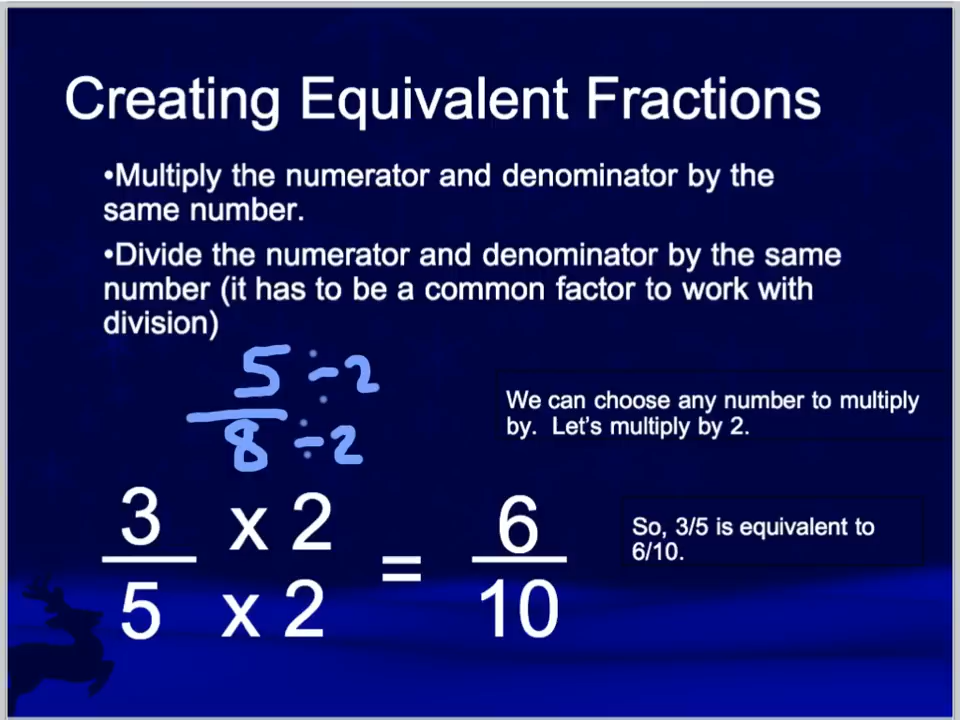 Creating Equivalent Fractions
•Multiply the numerator and denominator by the
same number.
•Divide the numerator and denominator by the same
number (it has to be a common factor to work with
division)
5 ÷ 2
8 ÷ 2
We can choose any number to multiply
by. Let's multiply by 2.
3 x 2
5 x 2
=
6
10
So, 3/5 is equivalent to
6/10.